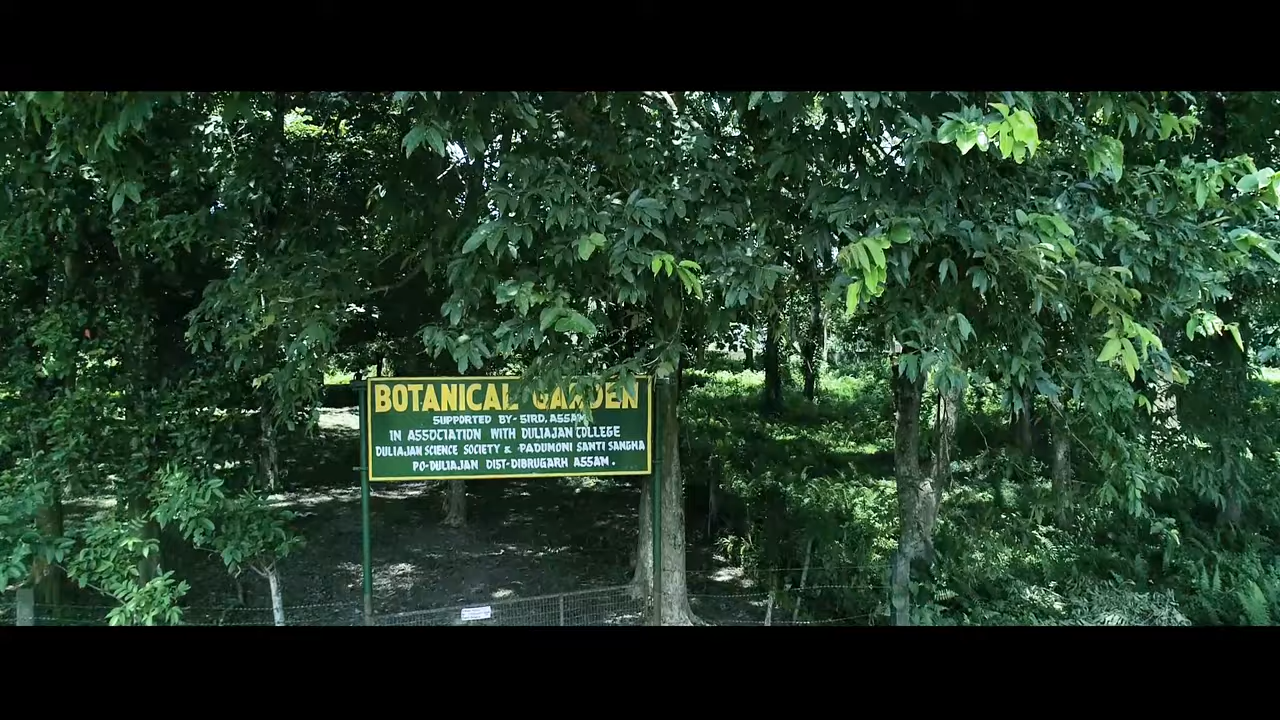 BOTANICAL GARDEN
SUPPORTED BY- SIRD, ASSAM
IN ASSOCIATION WITH DULIAJAN COLLEGE
DULIAJAN SCIENCE SOCIETY & PADUMONI SANTI SANGHA
PO-DULIAJAN DIST-DIBRUGARH ASSAM.